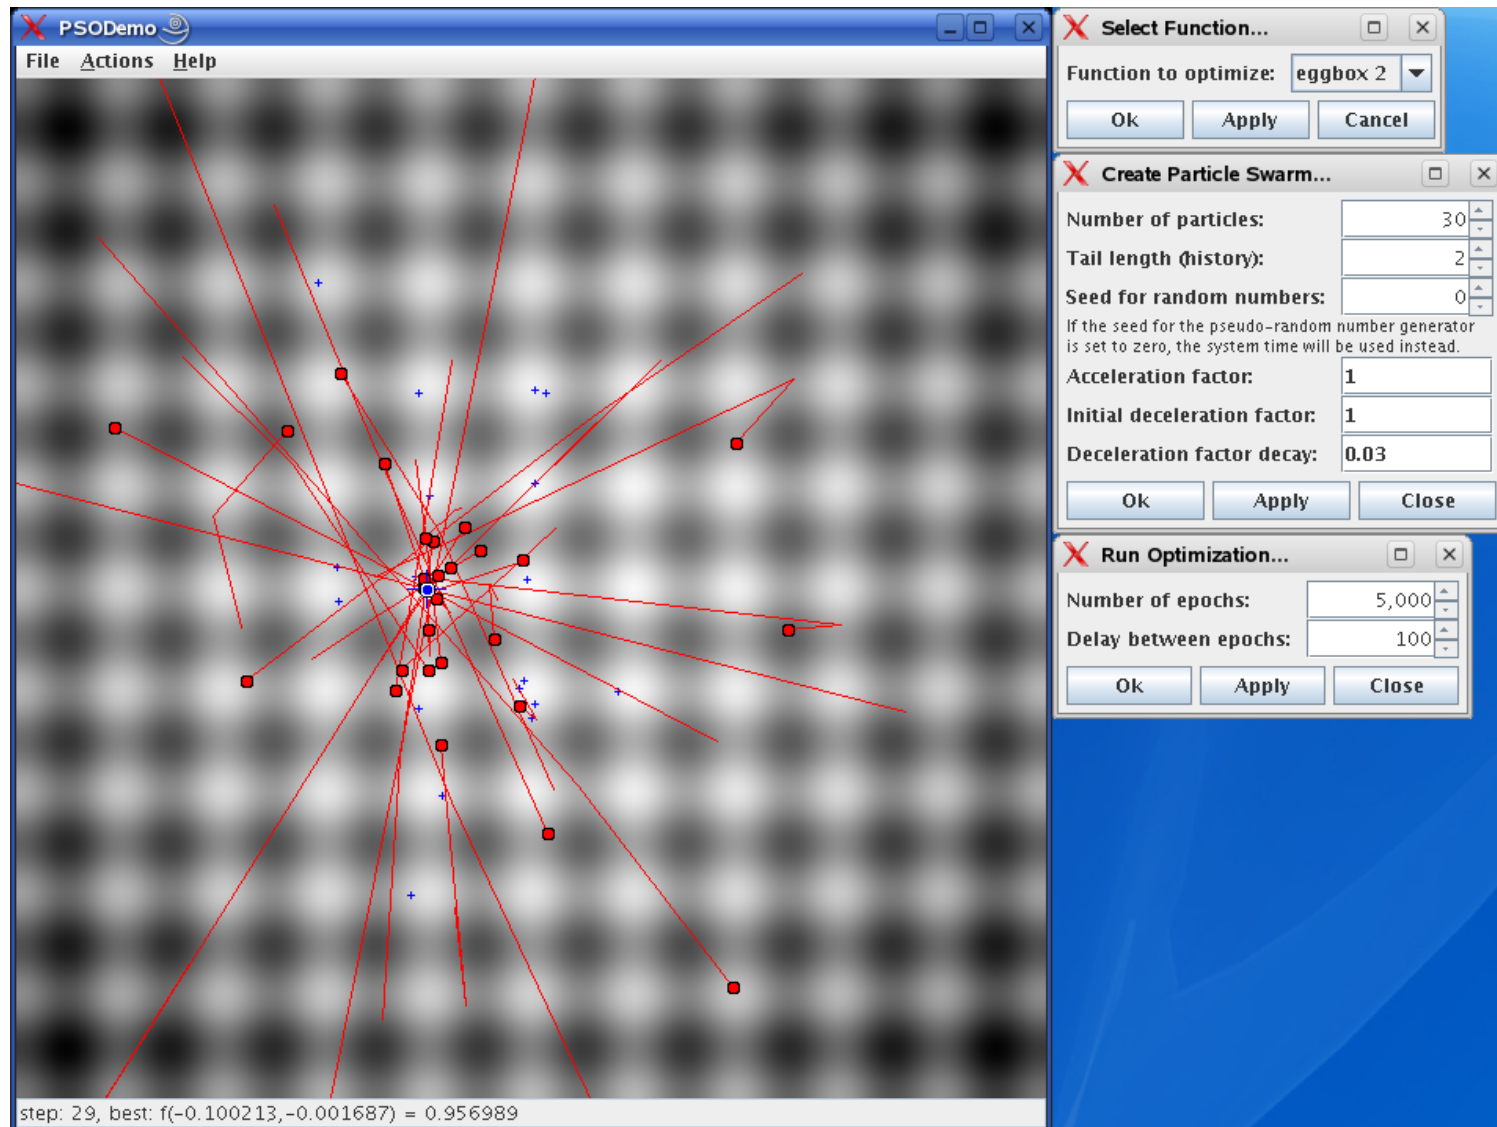 PSODemo
File Actions Help
step: 29, best: f(-0.100213,-0.001687) = 0.956989
Select Function...
Function to optimize: eggbox 2
Ok Apply Cancel
Create Particle Swarm...
Number of particles: 30
Tail length (history): 2
Seed for random numbers: 0
If the seed for the pseudo-random number generator
is set to zero, the system time will be used instead.
Acceleration factor: 1
Initial deceleration factor: 1
Deceleration factor decay: 0.03
Ok Apply Close
Run Optimization...
Number of epochs: 5,000
Delay between epochs: 100
Ok Apply Close